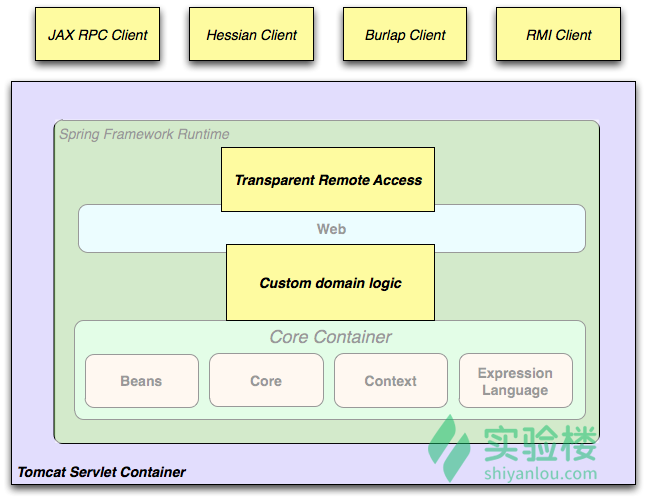 JAX RPC Client
Hessian Client
Burlap Client
RMI Client
Spring Framework Runtime
Transparent Remote Access
Web
Custom domain logic
Core Container
Beans
Core
Context
Expression
Language
实验楼
shiyanlou.com
Tomcat Servlet Container